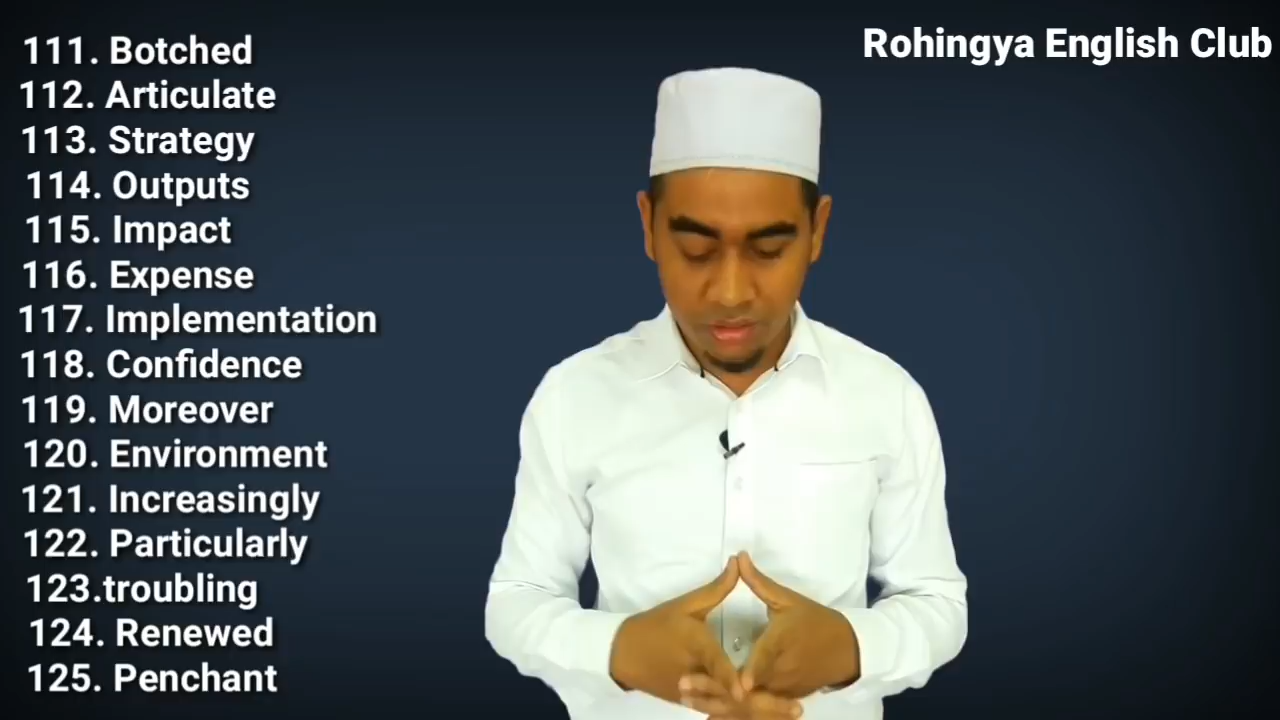 111. Botched
112. Articulate
113. Strategy
114. Outputs
115. Impact
116. Expense
117. Implementation
118. Confidence
119. Moreover
120. Environment
121. Increasingly
122. Particularly
123.troubling
124. Renewed
125. Penchant
Rohingya English Club